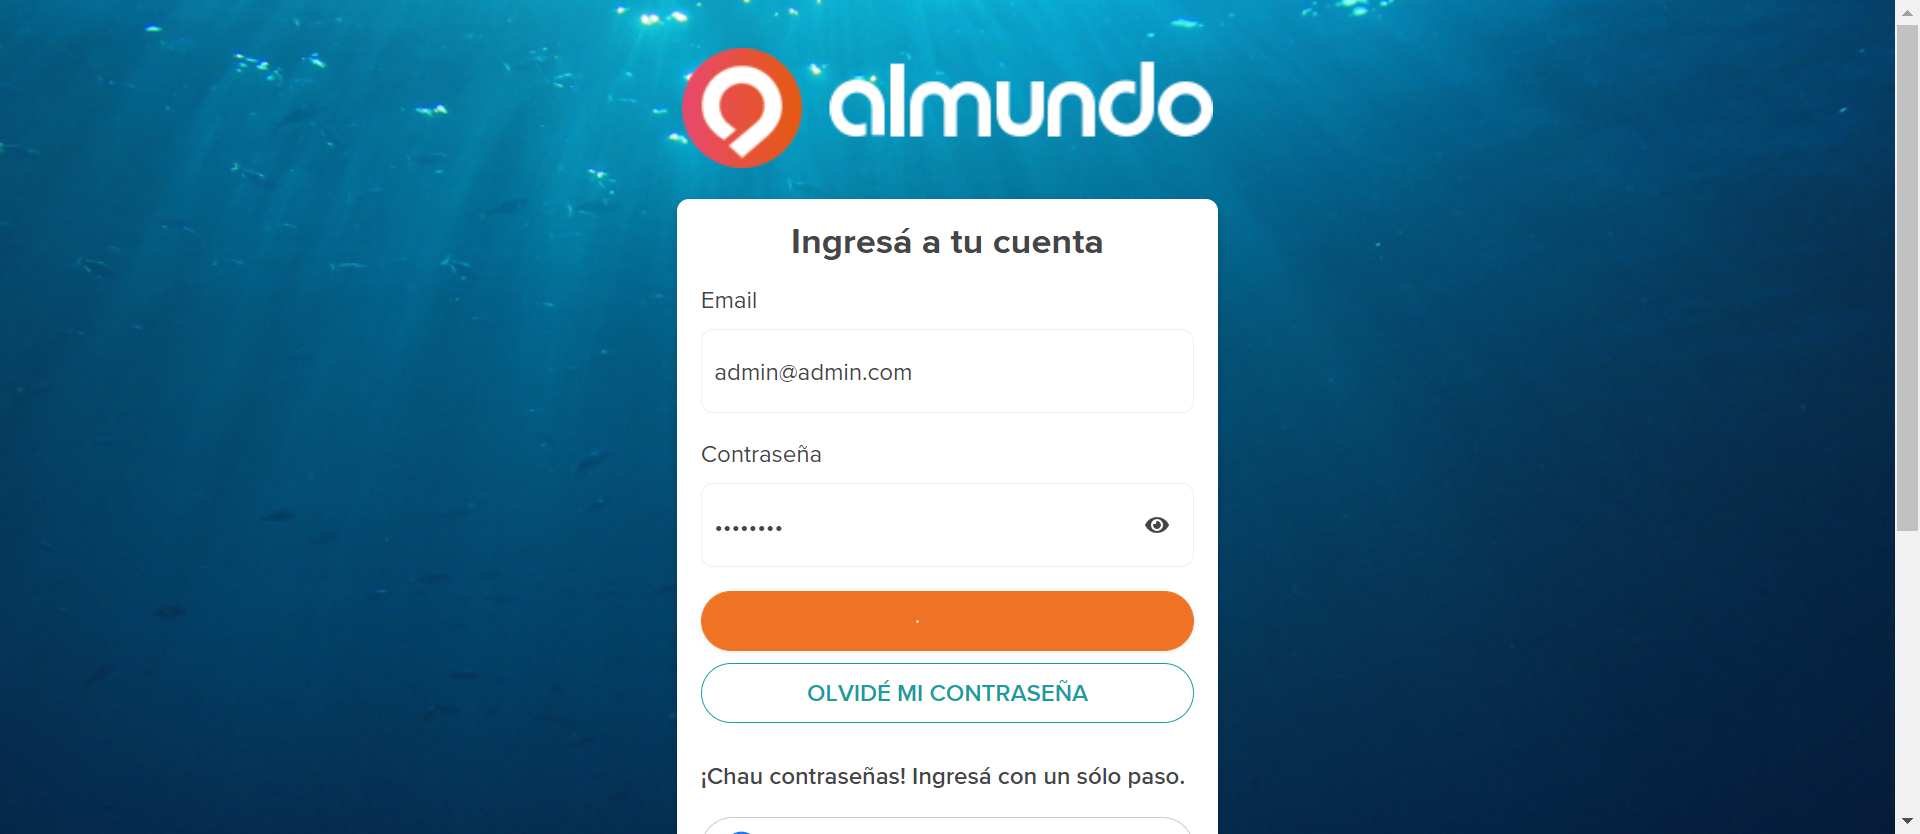 almundo
Ingresá a tu cuenta
Email
admin@admin.com
Contraseña
••••••••
OLVIDÉ MI CONTRASEÑA
¡Chau contraseñas! Ingresá con un sólo paso.